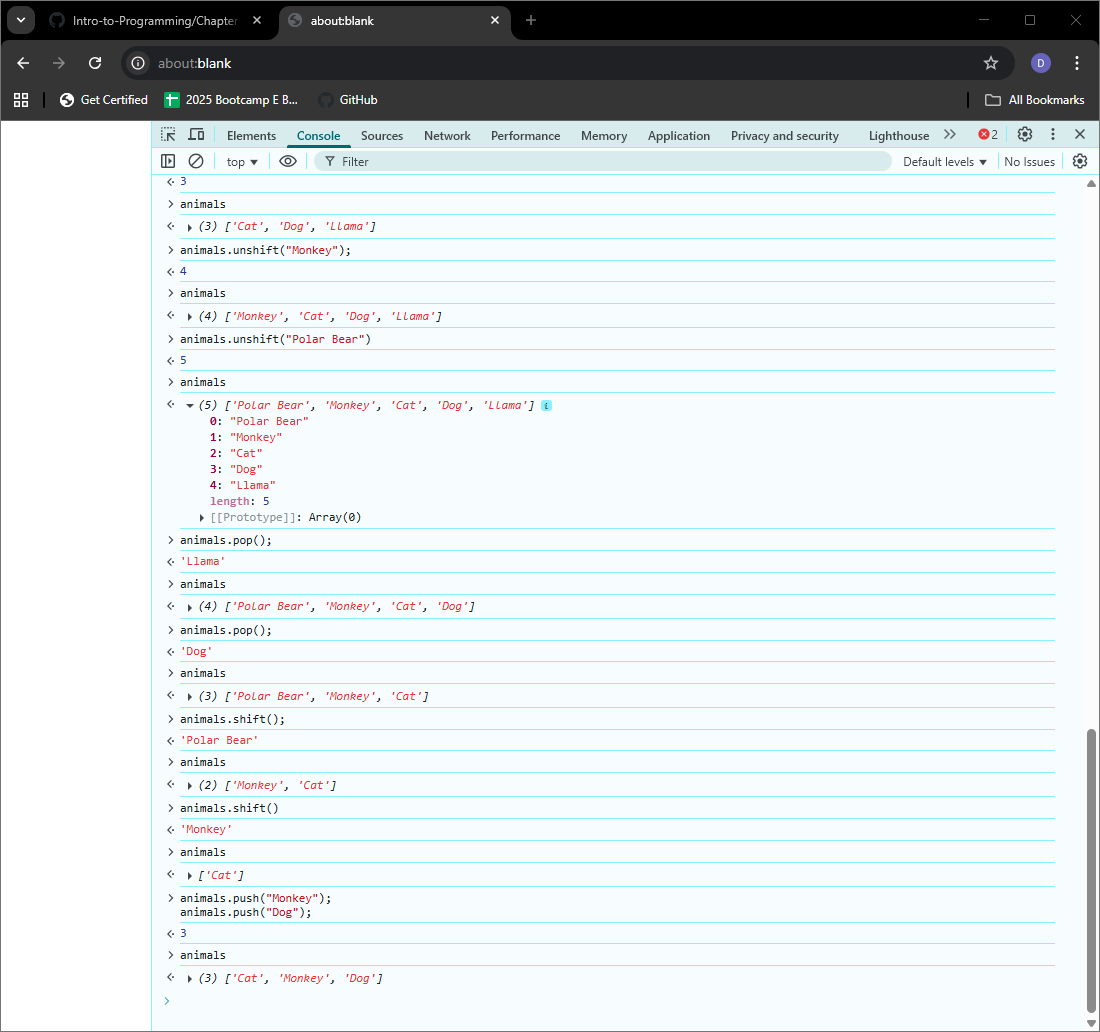 Intro-to-Programming/Chapter
about:blank
about:blank
D
Get Certified
2025 Bootcamp E B...
GitHub
All Bookmarks
Elements Console Sources Network Performance Memory Application Privacy and security Lighthouse 2
top Filter Default levels No Issues
3
animals
(3) ['Cat', 'Dog', 'Llama']
animals.unshift("Monkey");
4
animals
(4) ['Monkey', 'Cat', 'Dog', 'Llama']
animals.unshift("Polar Bear")
5
animals
(5) ['Polar Bear', 'Monkey', 'Cat', 'Dog', 'Llama'] i
0: "Polar Bear"
1: "Monkey"
2: "Cat"
3: "Dog"
4: "Llama"
length: 5
[[Prototype]]: Array(0)
animals.pop();
'Llama'
animals
(4) ['Polar Bear', 'Monkey', 'Cat', 'Dog']
animals.pop();
'Dog'
animals
(3) ['Polar Bear', 'Monkey', 'Cat']
animals.shift();
'Polar Bear'
animals
(2) ['Monkey', 'Cat']
animals.shift()
'Monkey'
animals
['Cat']
animals.push("Monkey");
animals.push("Dog");
3
animals
(3) ['Cat', 'Monkey', 'Dog']